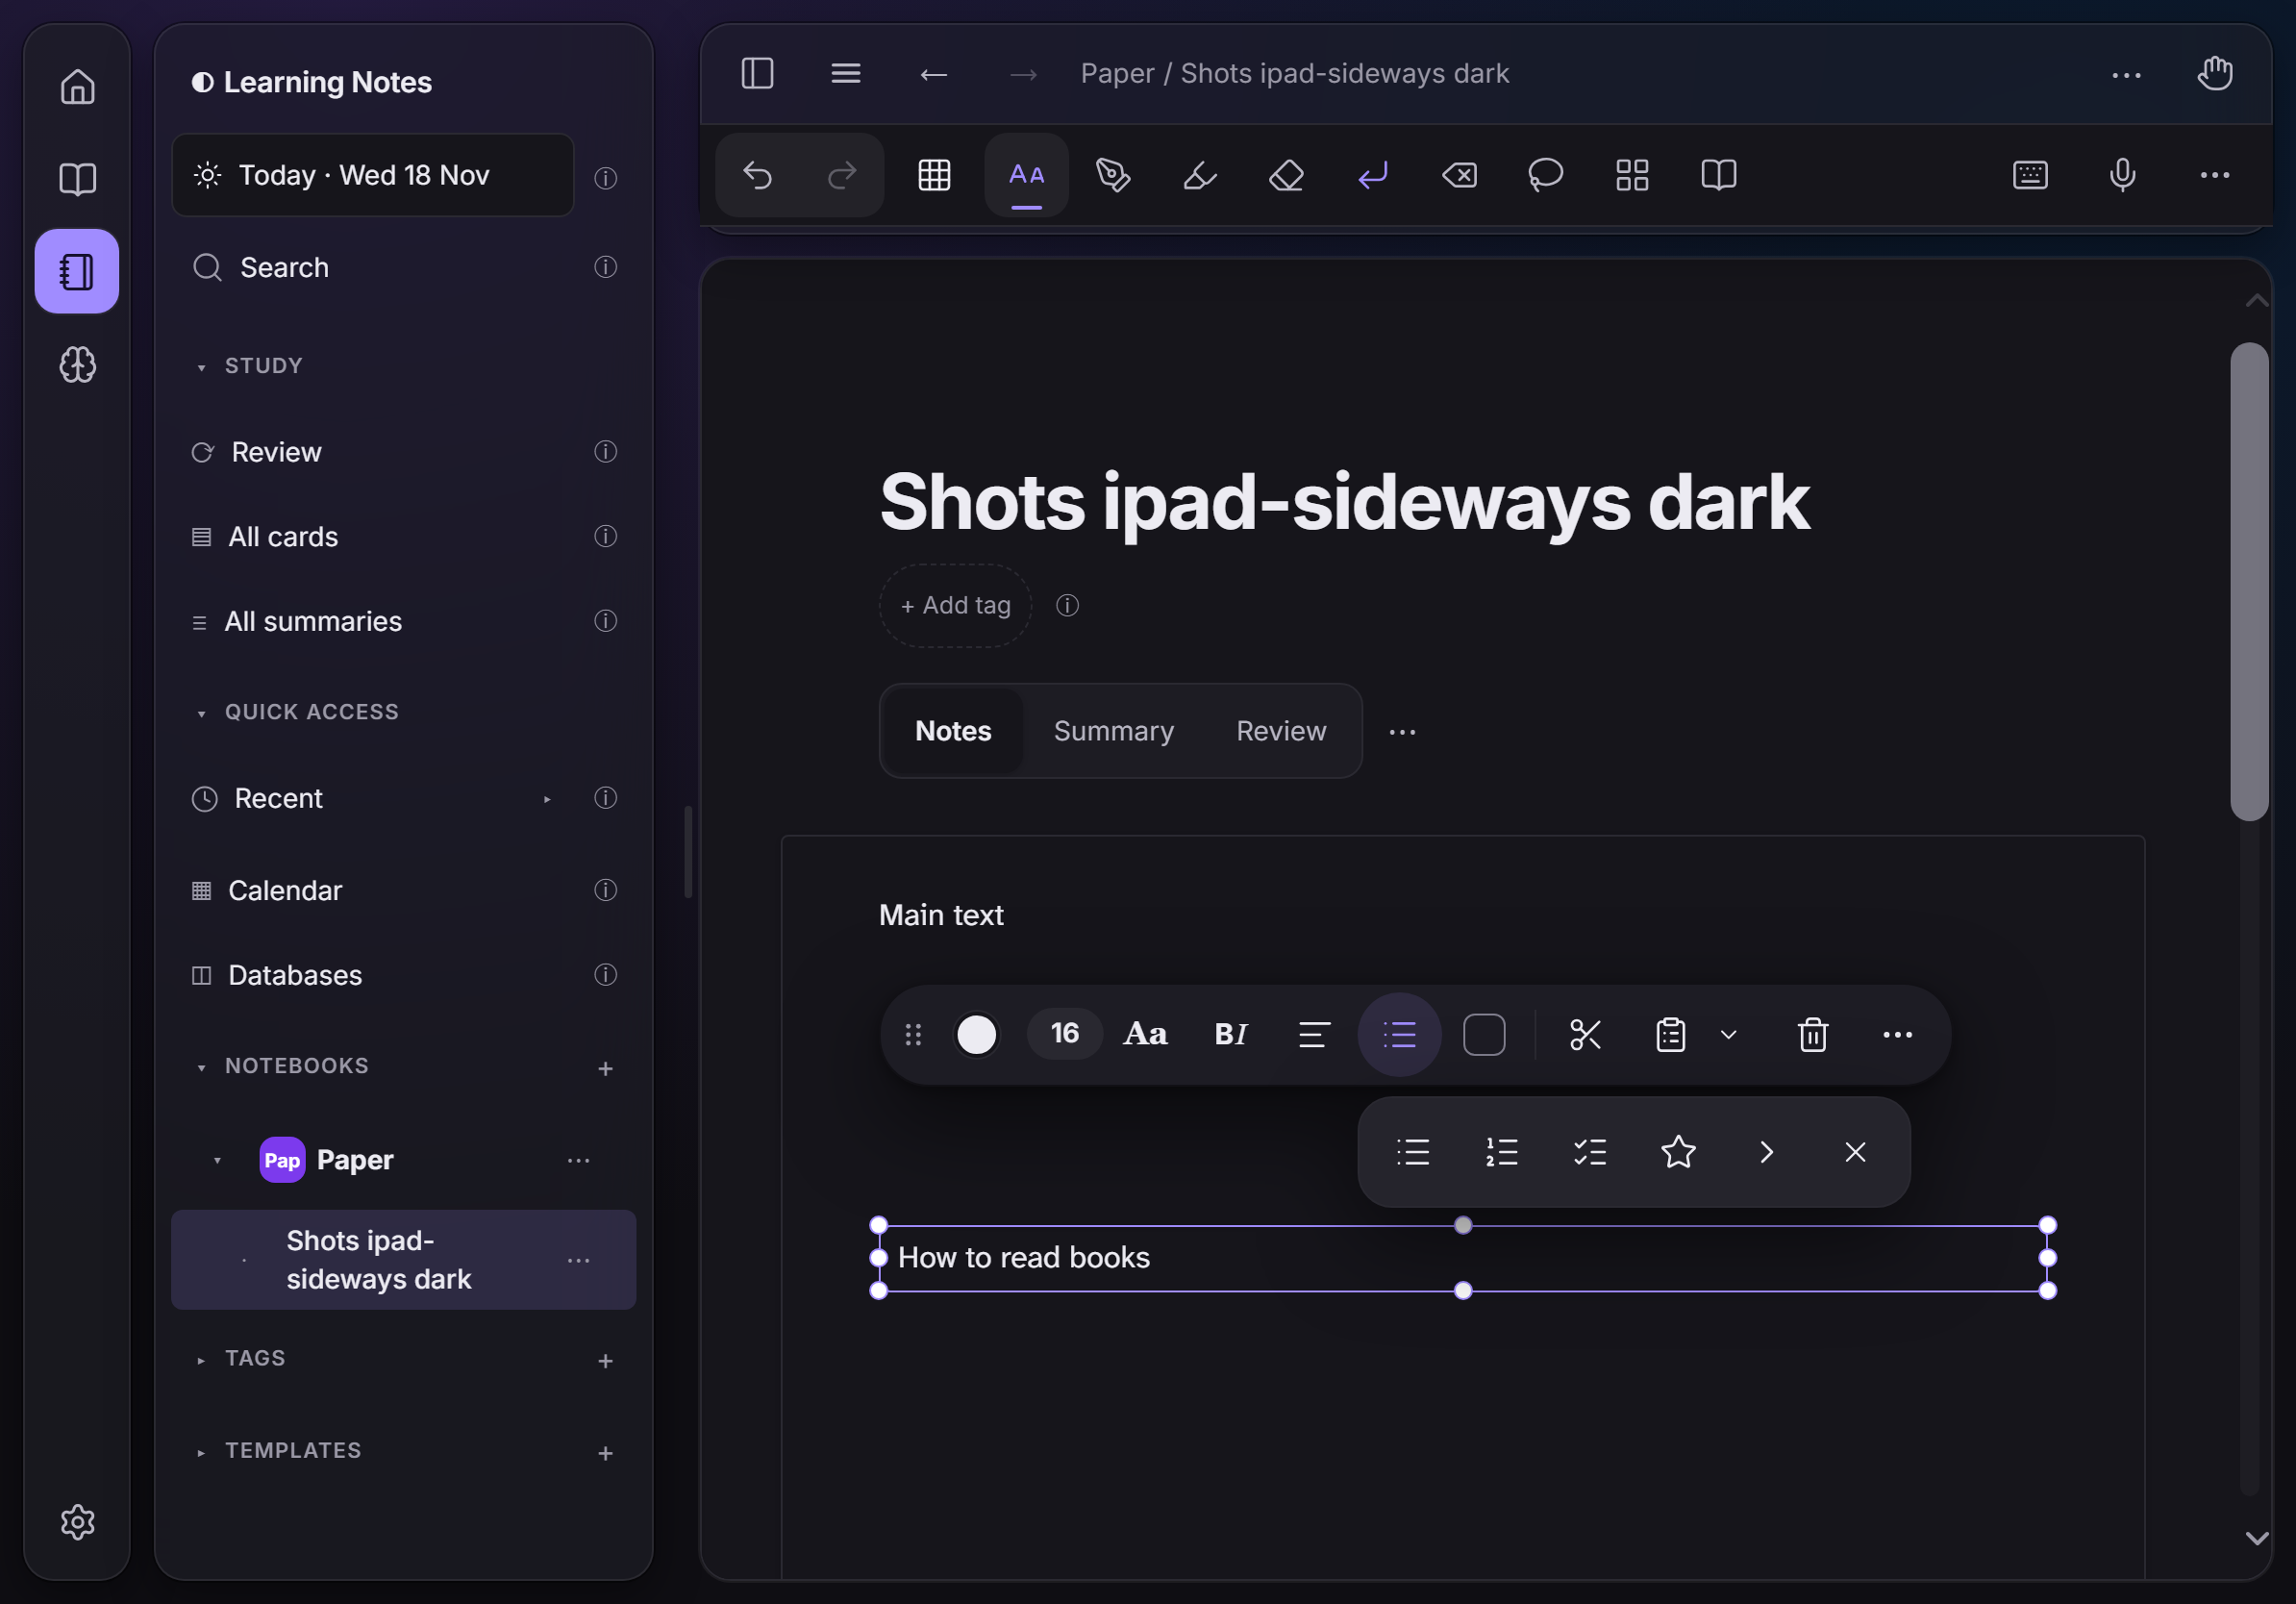 Learning Notes
Today · Wed 18 Nov
Search
STUDY
Review
All cards
All summaries
QUICK ACCESS
Recent
Calendar
Databases
NOTEBOOKS
Pap Paper
Shots ipad-
sideways dark
TAGS
TEMPLATES
Paper / Shots ipad-sideways dark
AA
Shots ipad-sideways dark
+ Add tag
Notes Summary Review
Main text
16 Aa BI
How to read books